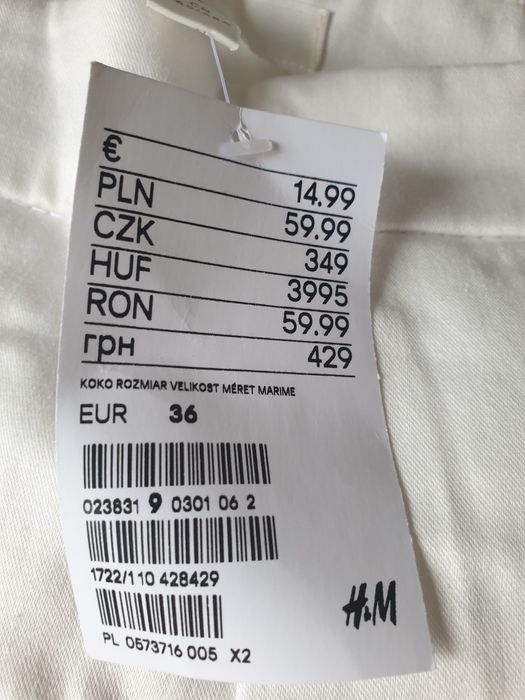 € 14.99
PLN 59.99
CZK 349
HUF 3995
RON 59.99
грн 429
KOKO ROZMIAR VELIKOST MÉRET MARIME
EUR 36
023831 9 0301 06 2
1722/110 428429
PL 0573716 005 X2
H&M